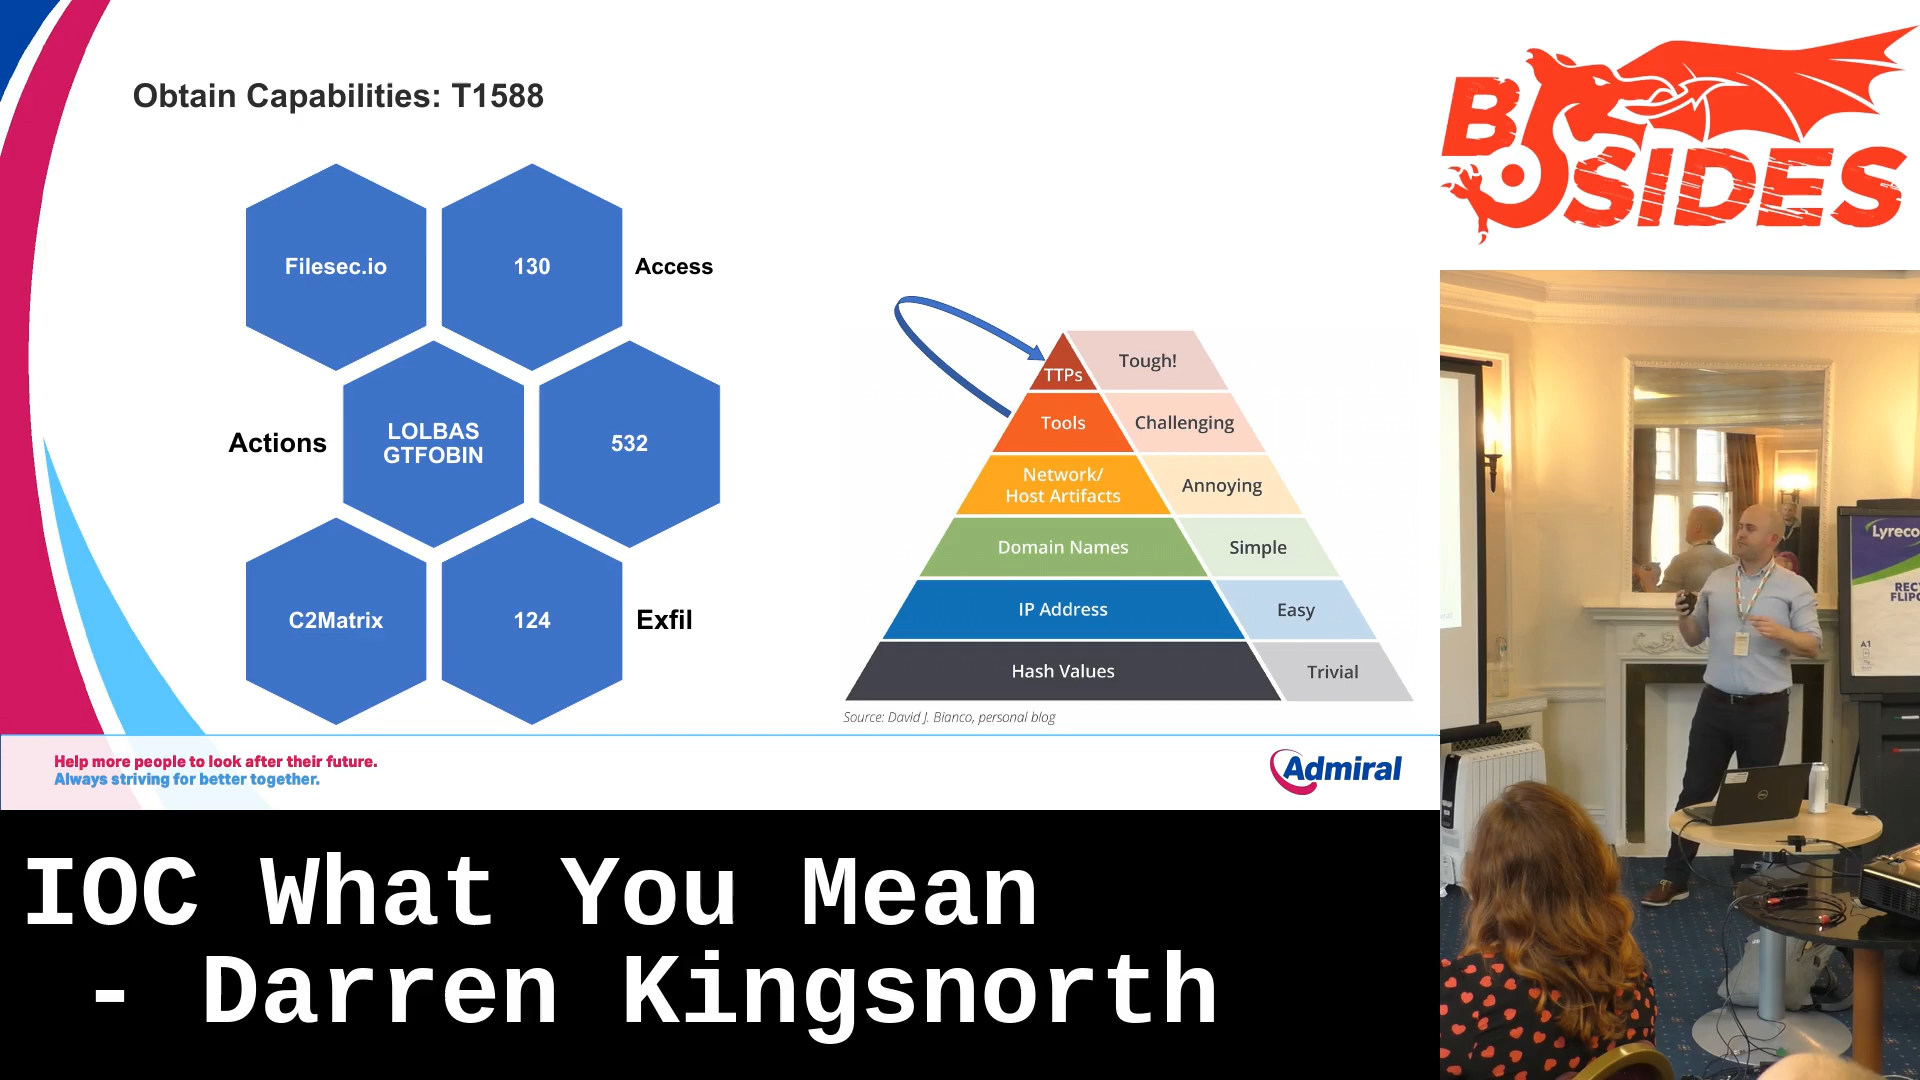 Obtain Capabilities: T1588
Filesec.io
130
Access
Actions
LOLBAS
GTFOBIN
532
C2Matrix
124
Exfil
TTPs
Tough!
Tools
Challenging
Network/
Host Artifacts
Annoying
Domain Names
Simple
IP Address
Easy
Hash Values
Trivial
Source: David J. Bianco, personal blog
Help more people to look after their future.
Always striving for better together.
Admiral
BSIDES
Lyreco
A1
IOC What You Mean
- Darren Kingsnorth